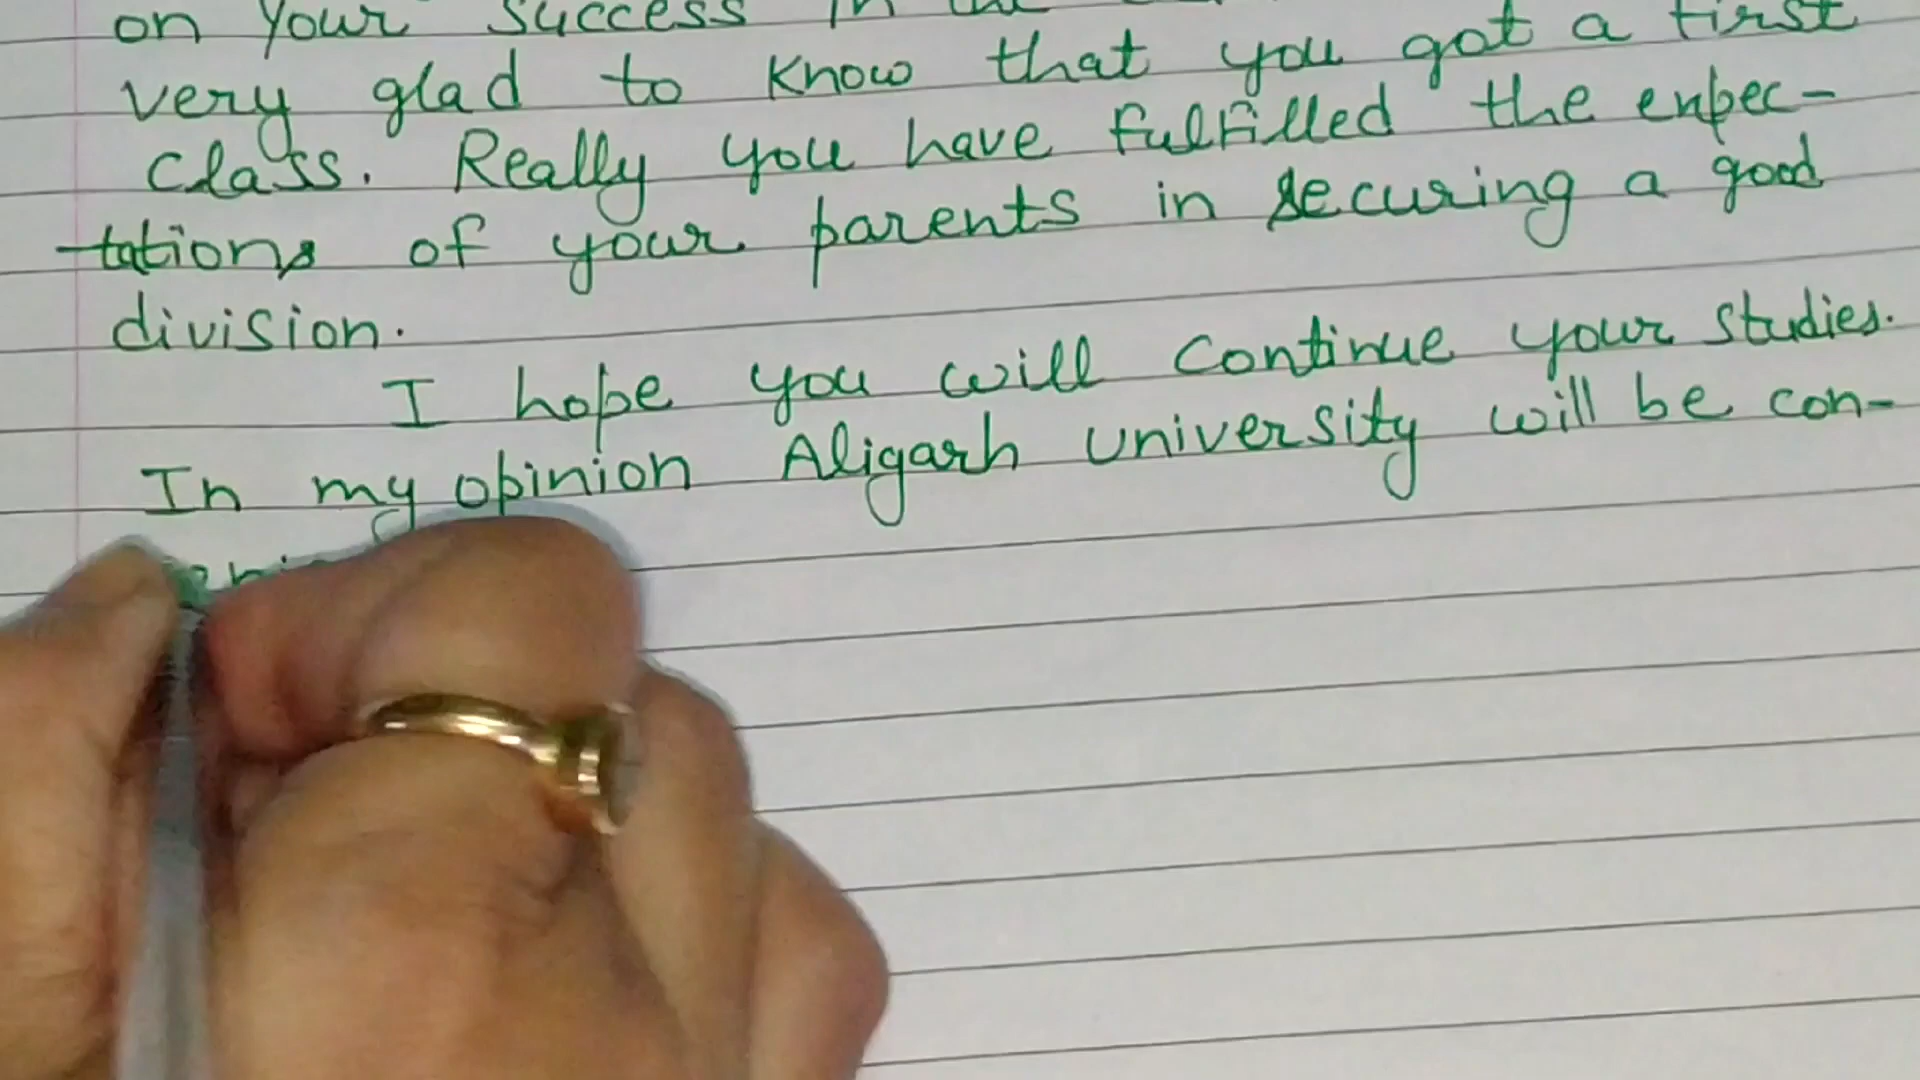 on your success in the
very glad to know that you got a first
class. Really you have fulfilled the expec-
tations of your parents in securing a good
division.
I hope you will continue your studies.
In my opinion Aligarh university will be con-